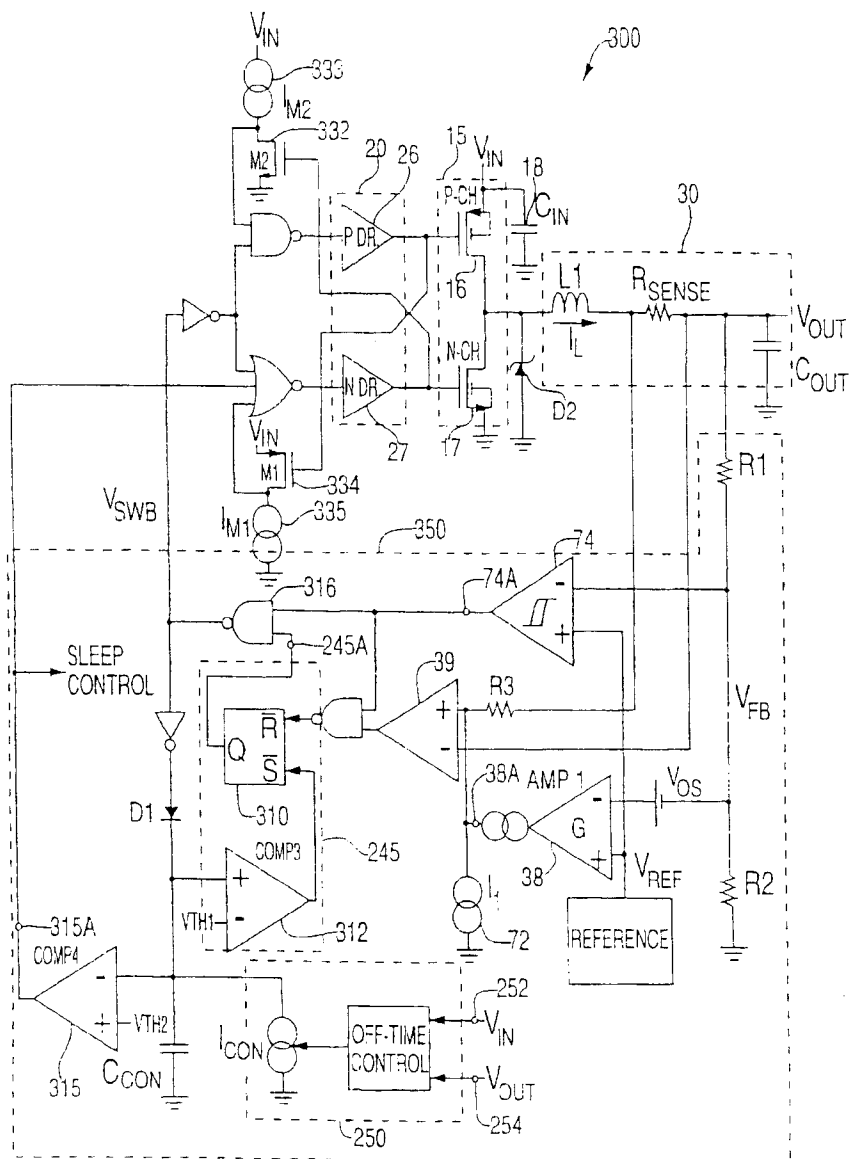 300
V_IN
333
I_M2
332
M2
20
26
15
V_IN
18
P-CH
C_IN
30
P DR.
16
L1
R_SENSE
I_L
V_OUT
C_OUT
N-CH
D2
N DR.
27
17
V_IN
M1
334
I_M1
335
V_SWB
R1
350
74
74A
-
+
316
245A
SLEEP
CONTROL
39
R3
+
-
V_FB
Q
R̅
S̅
310
38A
AMP 1
-
V_OS
G
+
38
V_REF
D1
COMP3
245
+
VTH1
-
312
I_1
72
R2
REFERENCE
315A
COMP4
-
+
VTH2
315
C_CON
I_CON
OFF-TIME
CONTROL
252
V_IN
V_OUT
254
250